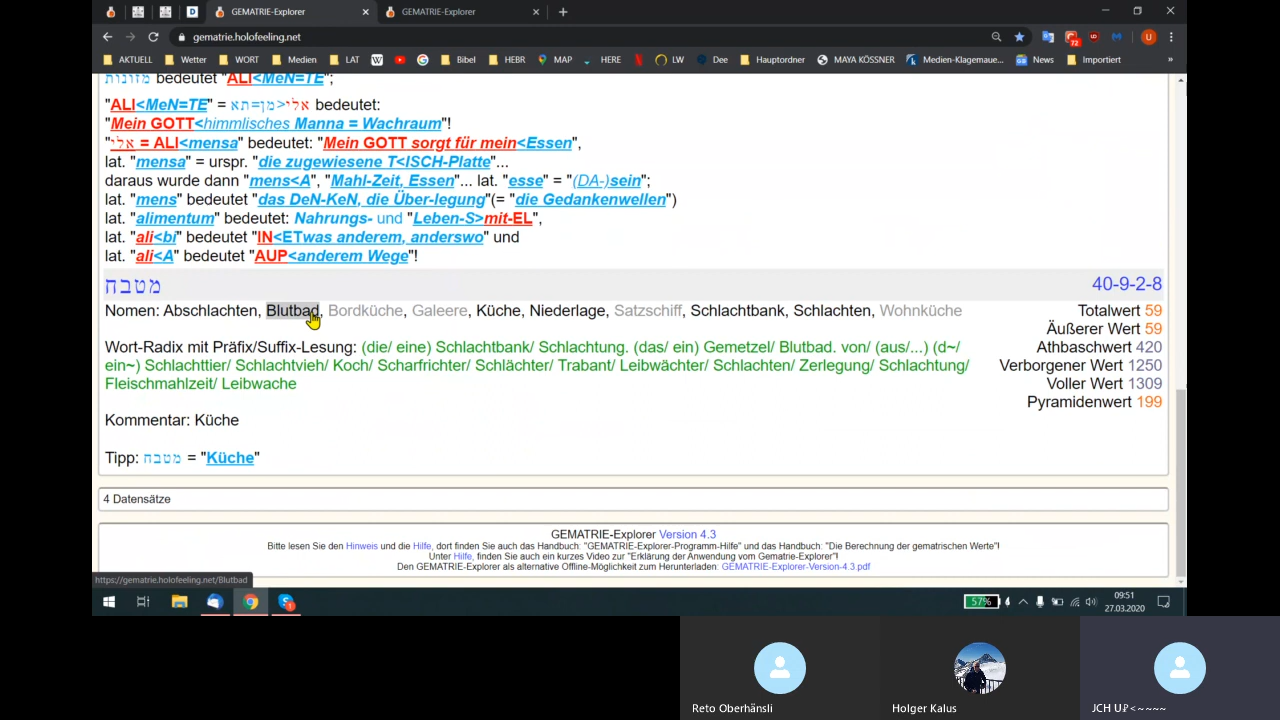 GEMATRIE-Explorer
GEMATRIE-Explorer
gematrie.holofeeling.net
72
U
AKTUELL Wetter WORT Medien LAT HEBR MAP HERE LW Dee Bibel Hauptordner MAYA KÖSSNER Medien-Klagemaue... News Importiert »
מזונות bedeutet "ALI<MeN=TE";
"ALI<MeN=TE" = אלי<מן=תא bedeutet:
"Mein GOTT<himmlisches Manna = Wachraum"!
"אלי = ALI<mensa" bedeutet: "Mein GOTT sorgt für mein<Essen",
lat. "mensa" = urspr. "die zugewiesene T<ISCH-Platte"...
daraus wurde dann "mens<A", "Mahl-Zeit, Essen"... lat. "esse" = "(DA-)sein";
lat. "mens" bedeutet "das DeN-KeN, die Über-legung"(= "die Gedankenwellen")
lat. "alimentum" bedeutet: Nahrungs- und "Leben-S>mit-EL",
lat. "ali<bi" bedeutet "IN<ETwas anderem, anderswo" und
lat. "ali<A" bedeutet "AUP<anderem Wege"!
מטבח 40-9-2-8
Nomen: Abschlachten, Blutbad, Bordküche, Galeere, Küche, Niederlage, Satzschiff, Schlachtbank, Schlachten, Wohnküche
Totalwert 59
Äußerer Wert 59
Athbaschwert 420
Verborgener Wert 1250
Voller Wert 1309
Pyramidenwert 199
Wort-Radix mit Präfix/Suffix-Lesung: (die/ eine) Schlachtbank/ Schlachtung. (das/ ein) Gemetzel/ Blutbad. von/ (aus/...) (d~/
ein~) Schlachttier/ Schlachtvieh/ Koch/ Scharfrichter/ Schlächter/ Trabant/ Leibwächter/ Schlachten/ Zerlegung/ Schlachtung/
Fleischmahlzeit/ Leibwache
Kommentar: Küche
Tipp: מטבח = "Küche"
4 Datensätze
GEMATRIE-Explorer Version 4.3
Bitte lesen Sie den Hinweis und die Hilfe, dort finden Sie auch das Handbuch: "GEMATRIE-Explorer-Programm-Hilfe" und das Handbuch: "Die Berechnung der gematrischen Werte"!
Unter Hilfe, finden Sie auch ein kurzes Video zur "Erklärung der Anwendung vom Gematrie-Explorer"!
Den GEMATRIE-Explorer als alternative Offline-Möglichkeit zum Herunterladen: GEMATRIE-Explorer-Version-4.3.pdf
https://gematrie.holofeeling.net/Blutbad
57%
09:51
27.03.2020
Reto Oberhänsli
Holger Kalus